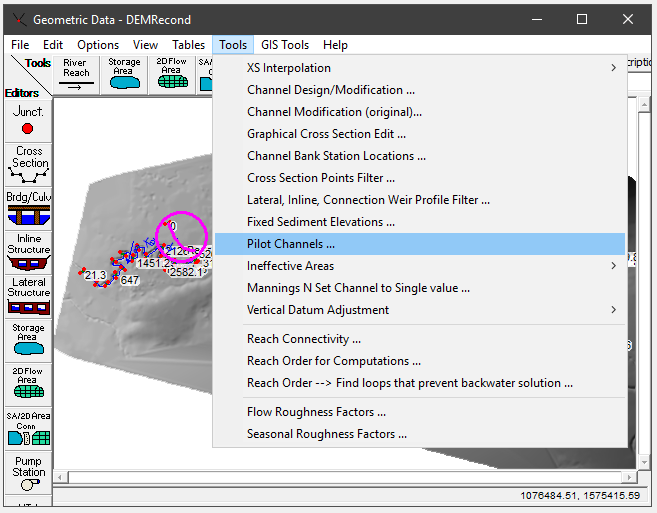 Geometric Data - DEMRecond
File Edit Options View Tables Tools GIS Tools Help
Tools
Editors
River
Reach
Storage
Area
2D Flow
Area
SA/
Con
criptio
Junct.
Cross
Section
Brdg/Culv
Inline
Structure
Lateral
Structure
Storage
Area
2D Flow
Area
SA/2D Area
Conn
Pump
Station
XS Interpolation
Channel Design/Modification ...
Channel Modification (original)...
Graphical Cross Section Edit ...
Channel Bank Station Locations ...
Cross Section Points Filter ...
Lateral, Inline, Connection Weir Profile Filter ...
Fixed Sediment Elevations ...
Pilot Channels ...
Ineffective Areas
Mannings N Set Channel to Single value ...
Vertical Datum Adjustment
Reach Connectivity ...
Reach Order for Computations ...
Reach Order --> Find loops that prevent backwater solution ...
Flow Roughness Factors ...
Seasonal Roughness Factors ...
0
21.3
647
1451.29
2582.19
1076484.51, 1575415.59